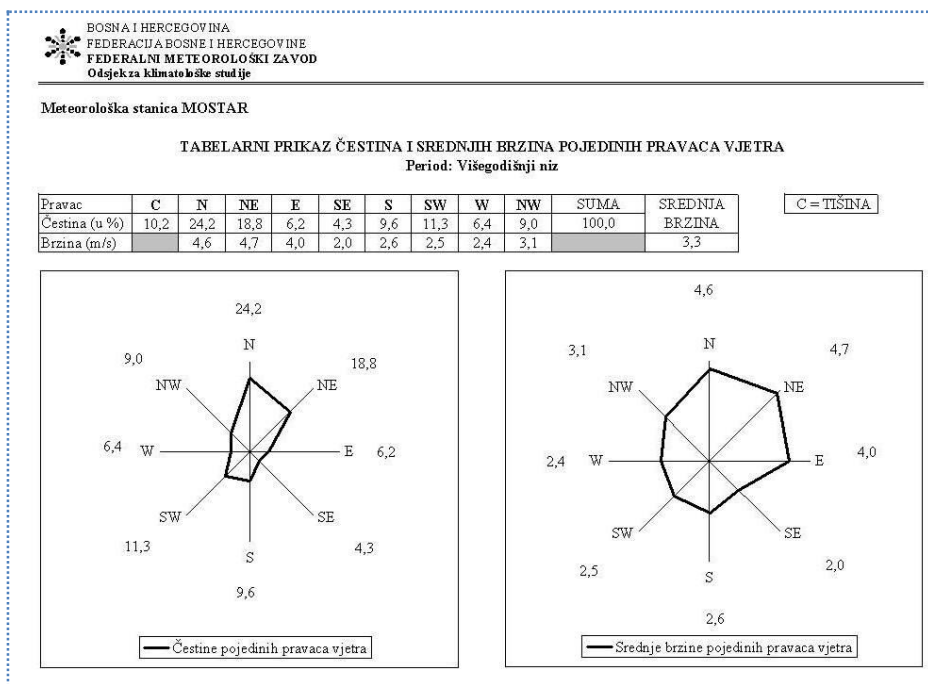 BOSNA I HERCEGOVINA
FEDERACIJA BOSNE I HERCEGOVINE
FEDERALNI METEOROLOŠKI ZAVOD
Odsjek za klimatološke studije
Meteorološka stanica MOSTAR
TABELARNI PRIKAZ ČESTINA I SREDNJIH BRZINA POJEDINIH PRAVACA VJETRA
Period: Višegodišnji niz
Pravac C N NE E SE S SW W NW SUMA SREDNJA C = TIŠINA
Čestina (u %) 10,2 24,2 18,8 6,2 4,3 9,6 11,3 6,4 9,0 100,0 BRZINA
Brzina (m/s) 4,6 4,7 4,0 2,0 2,6 2,5 2,4 3,1 3,3
24,2
N
9,0 18,8
NW NE
6,4 W E 6,2
SW SE
11,3 4,3
S
9,6
Čestine pojedinih pravaca vjetra
4,6
N
3,1 4,7
NW NE
2,4 W E 4,0
SW SE
2,5 2,0
S
2,6
Srednje brzine pojedinih pravaca vjetra